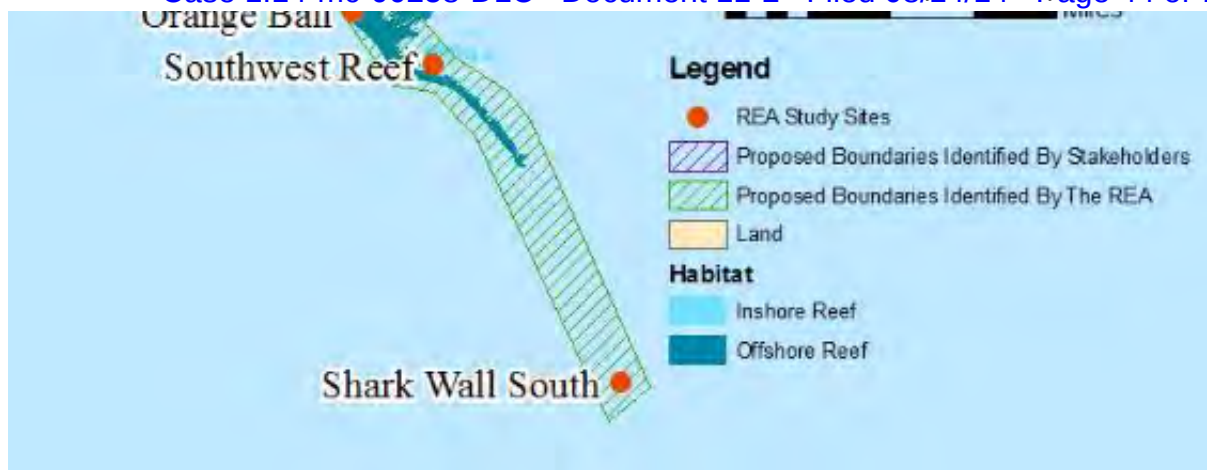 Orange Ball
Miles
Southwest Reef
Legend
REA Study Sites
Proposed Boundaries Identified By Stakeholders
Proposed Boundaries Identified By The REA
Land
Habitat
Inshore Reef
Offshore Reef
Shark Wall South